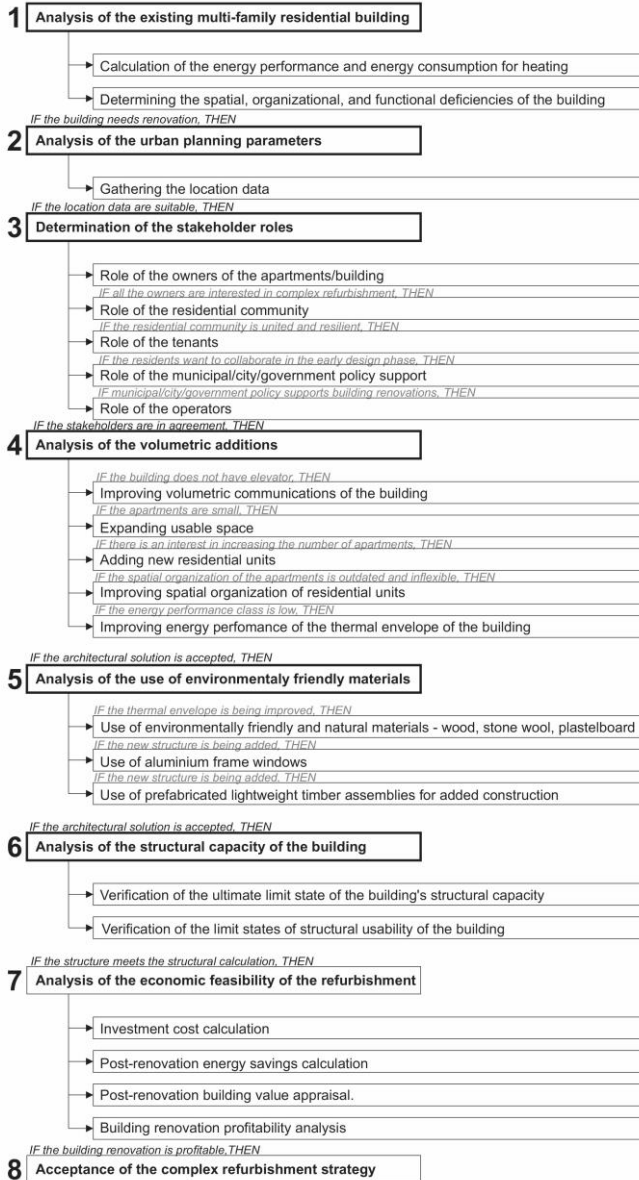 1 Analysis of the existing multi-family residential building
Calculation of the energy performance and energy consumption for heating
Determining the spatial, organizational, and functional deficiencies of the building
IF the building needs renovation, THEN
2 Analysis of the urban planning parameters
Gathering the location data
IF the location data are suitable, THEN
3 Determination of the stakeholder roles
Role of the owners of the apartments/building
IF all the owners are interested in complex refurbishment, THEN
Role of the residential community
IF the residential community is united and resilient, THEN
Role of the tenants
IF the residents want to collaborate in the early design phase, THEN
Role of the municipal/city/government policy support
IF municipal/city/government policy supports building renovations, THEN
Role of the operators
IF the stakeholders are in agreement, THEN
4 Analysis of the volumetric additions
IF the building does not have elevator, THEN
Improving volumetric communications of the building
IF the apartments are small, THEN
Expanding usable space
IF there is an interest in increasing the number of apartments, THEN
Adding new residential units
IF the spatial organization of the apartments is outdated and inflexible, THEN
Improving spatial organization of residential units
IF the energy performance class is low, THEN
Improving energy perfomance of the thermal envelope of the building
IF the architectural solution is accepted, THEN
5 Analysis of the use of environmentaly friendly materials
IF the thermal envelope is being improved, THEN
Use of environmentally friendly and natural materials - wood, stone wool, plastelboard
IF the new structure is being added, THEN
Use of aluminium frame windows
IF the new structure is being added, THEN
Use of prefabricated lightweight timber assemblies for added construction
IF the architectural solution is accepted, THEN
6 Analysis of the structural capacity of the building
Verification of the ultimate limit state of the building's structural capacity
Verification of the limit states of structural usability of the building
IF the structure meets the structural calculation, THEN
7 Analysis of the economic feasibility of the refurbishment
Investment cost calculation
Post-renovation energy savings calculation
Post-renovation building value appraisal.
Building renovation profitability analysis
IF the building renovation is profitable,THEN
8 Acceptance of the complex refurbishment strategy